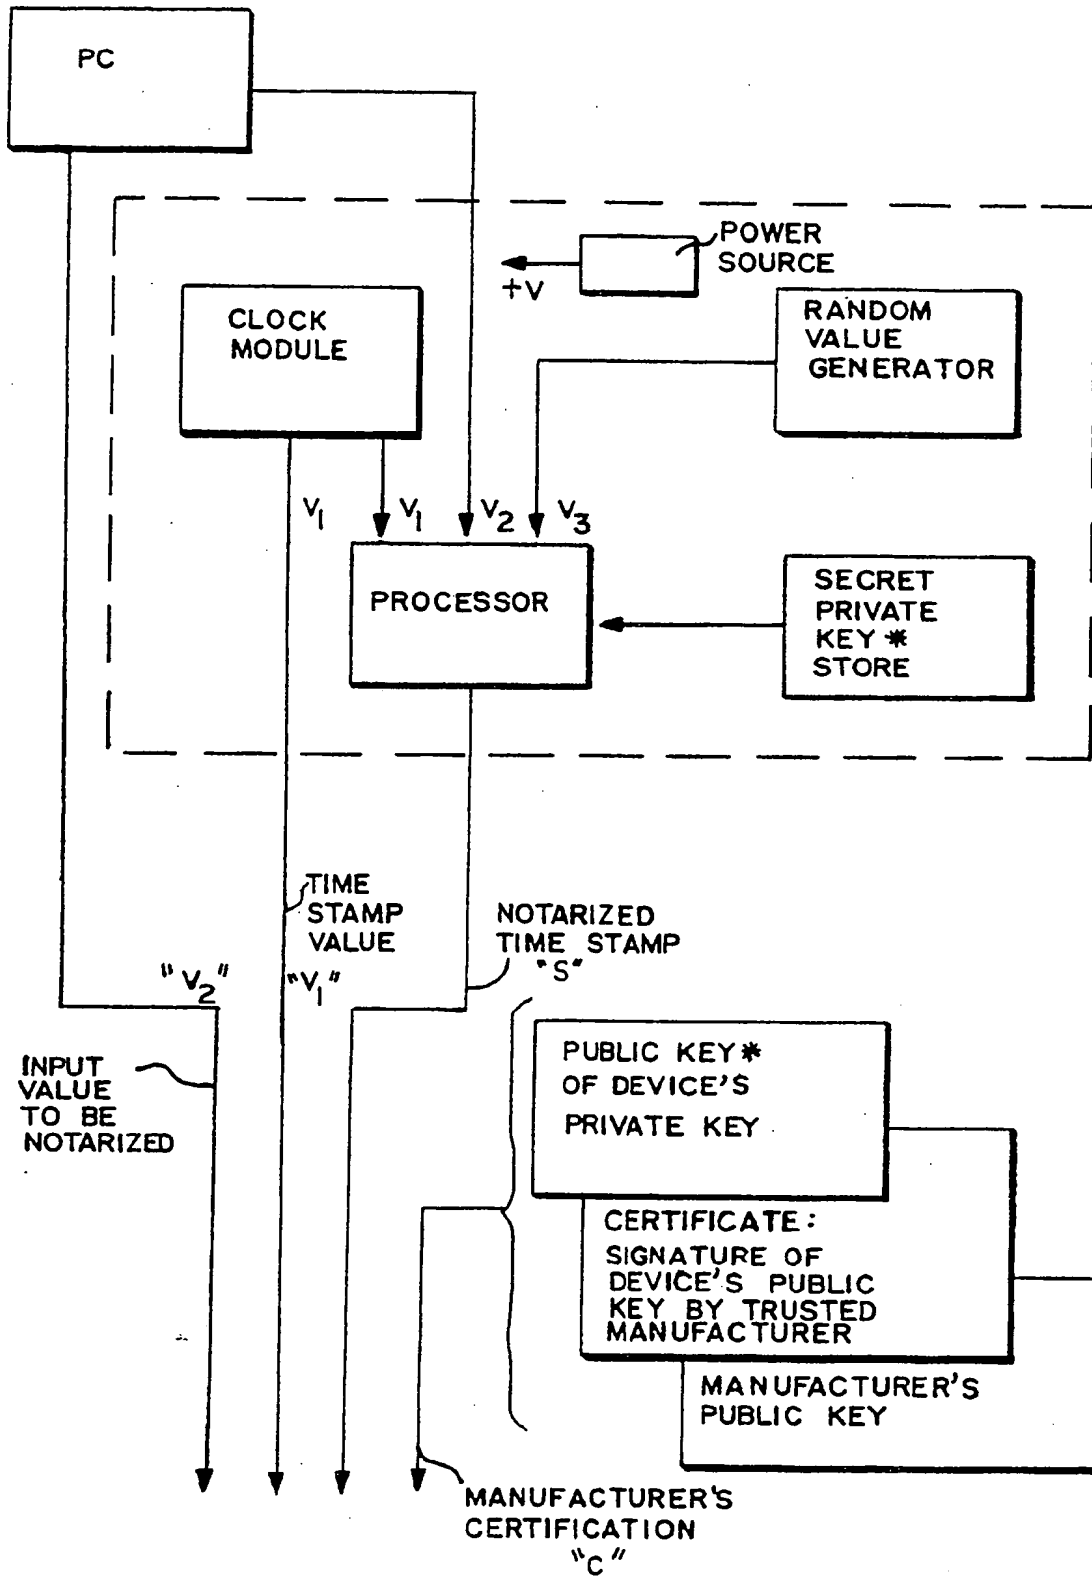 PC
POWER
SOURCE
+V
CLOCK
MODULE
RANDOM
VALUE
GENERATOR
V1
V1
V2
V3
PROCESSOR
SECRET
PRIVATE
KEY *
STORE
TIME
STAMP
VALUE
"V1"
NOTARIZED
TIME STAMP
"S"
"V2"
INPUT
VALUE
TO BE
NOTARIZED
PUBLIC KEY *
OF DEVICE'S
PRIVATE KEY
CERTIFICATE:
SIGNATURE OF
DEVICE'S PUBLIC
KEY BY TRUSTED
MANUFACTURER
MANUFACTURER'S
PUBLIC KEY
MANUFACTURER'S
CERTIFICATION
"C"